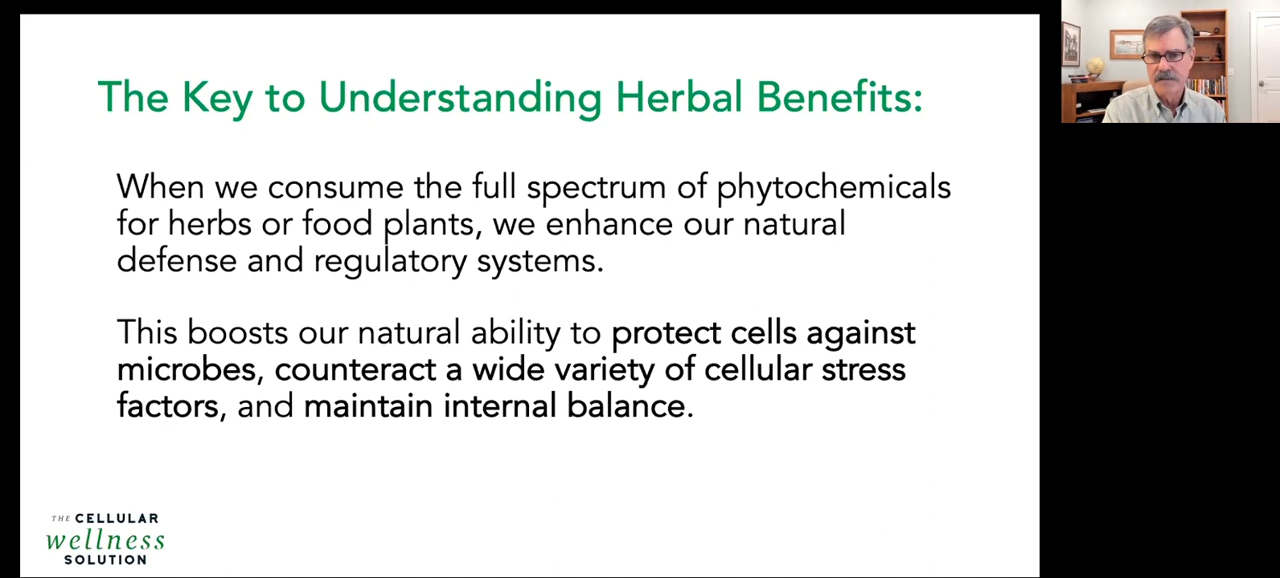 The Key to Understanding Herbal Benefits:
When we consume the full spectrum of phytochemicals
for herbs or food plants, we enhance our natural
defense and regulatory systems.
This boosts our natural ability to protect cells against
microbes, counteract a wide variety of cellular stress
factors, and maintain internal balance.
THE CELLULAR
wellness
SOLUTION